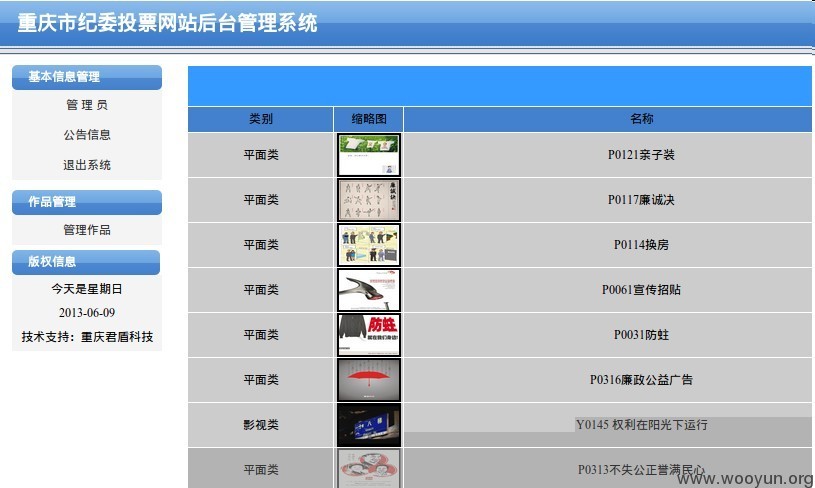 重庆市纪委投票网站后台管理系统
基本信息管理
管 理 员
公告信息
退出系统
作品管理
管理作品
版权信息
今天是星期日
2013-06-09
技术支持：重庆君盾科技
类别 缩略图 名称
平面类 P0121亲子装
平面类 P0117廉诚决
平面类 P0114换房
平面类 P0061宣传招贴
平面类 防蛀 P0031防蛀
平面类 P0316廉政公益广告
影视类 Y0145 权利在阳光下运行
平面类 P0313不失公正誉满民心
www.wooyun.org